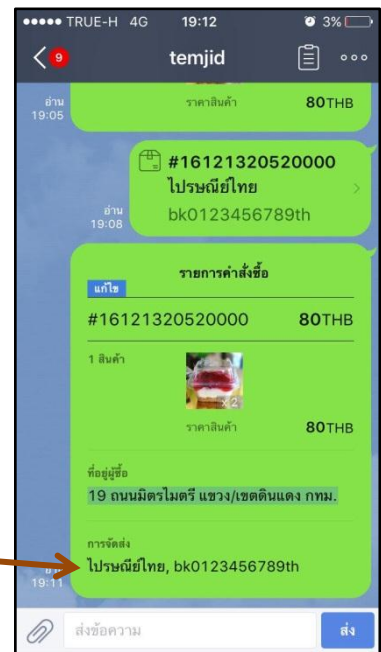 TRUE-H 4G 19:12 3%
9 temjid
อ่าน
19:05
ราคาสินค้า 80THB
#16121320520000
ไปรษณีย์ไทย
bk0123456789th
อ่าน
19:08
รายการคำสั่งซื้อ
แก้ไข
#16121320520000 80THB
1 สินค้า
x 2
ราคาสินค้า 80THB
ที่อยู่ผู้ซื้อ
19 ถนนมิตรไมตรี แขวง/เขตดินแดง กทม.
การจัดส่ง
ไปรษณีย์ไทย, bk0123456789th
19:11
ส่งข้อความ ส่ง